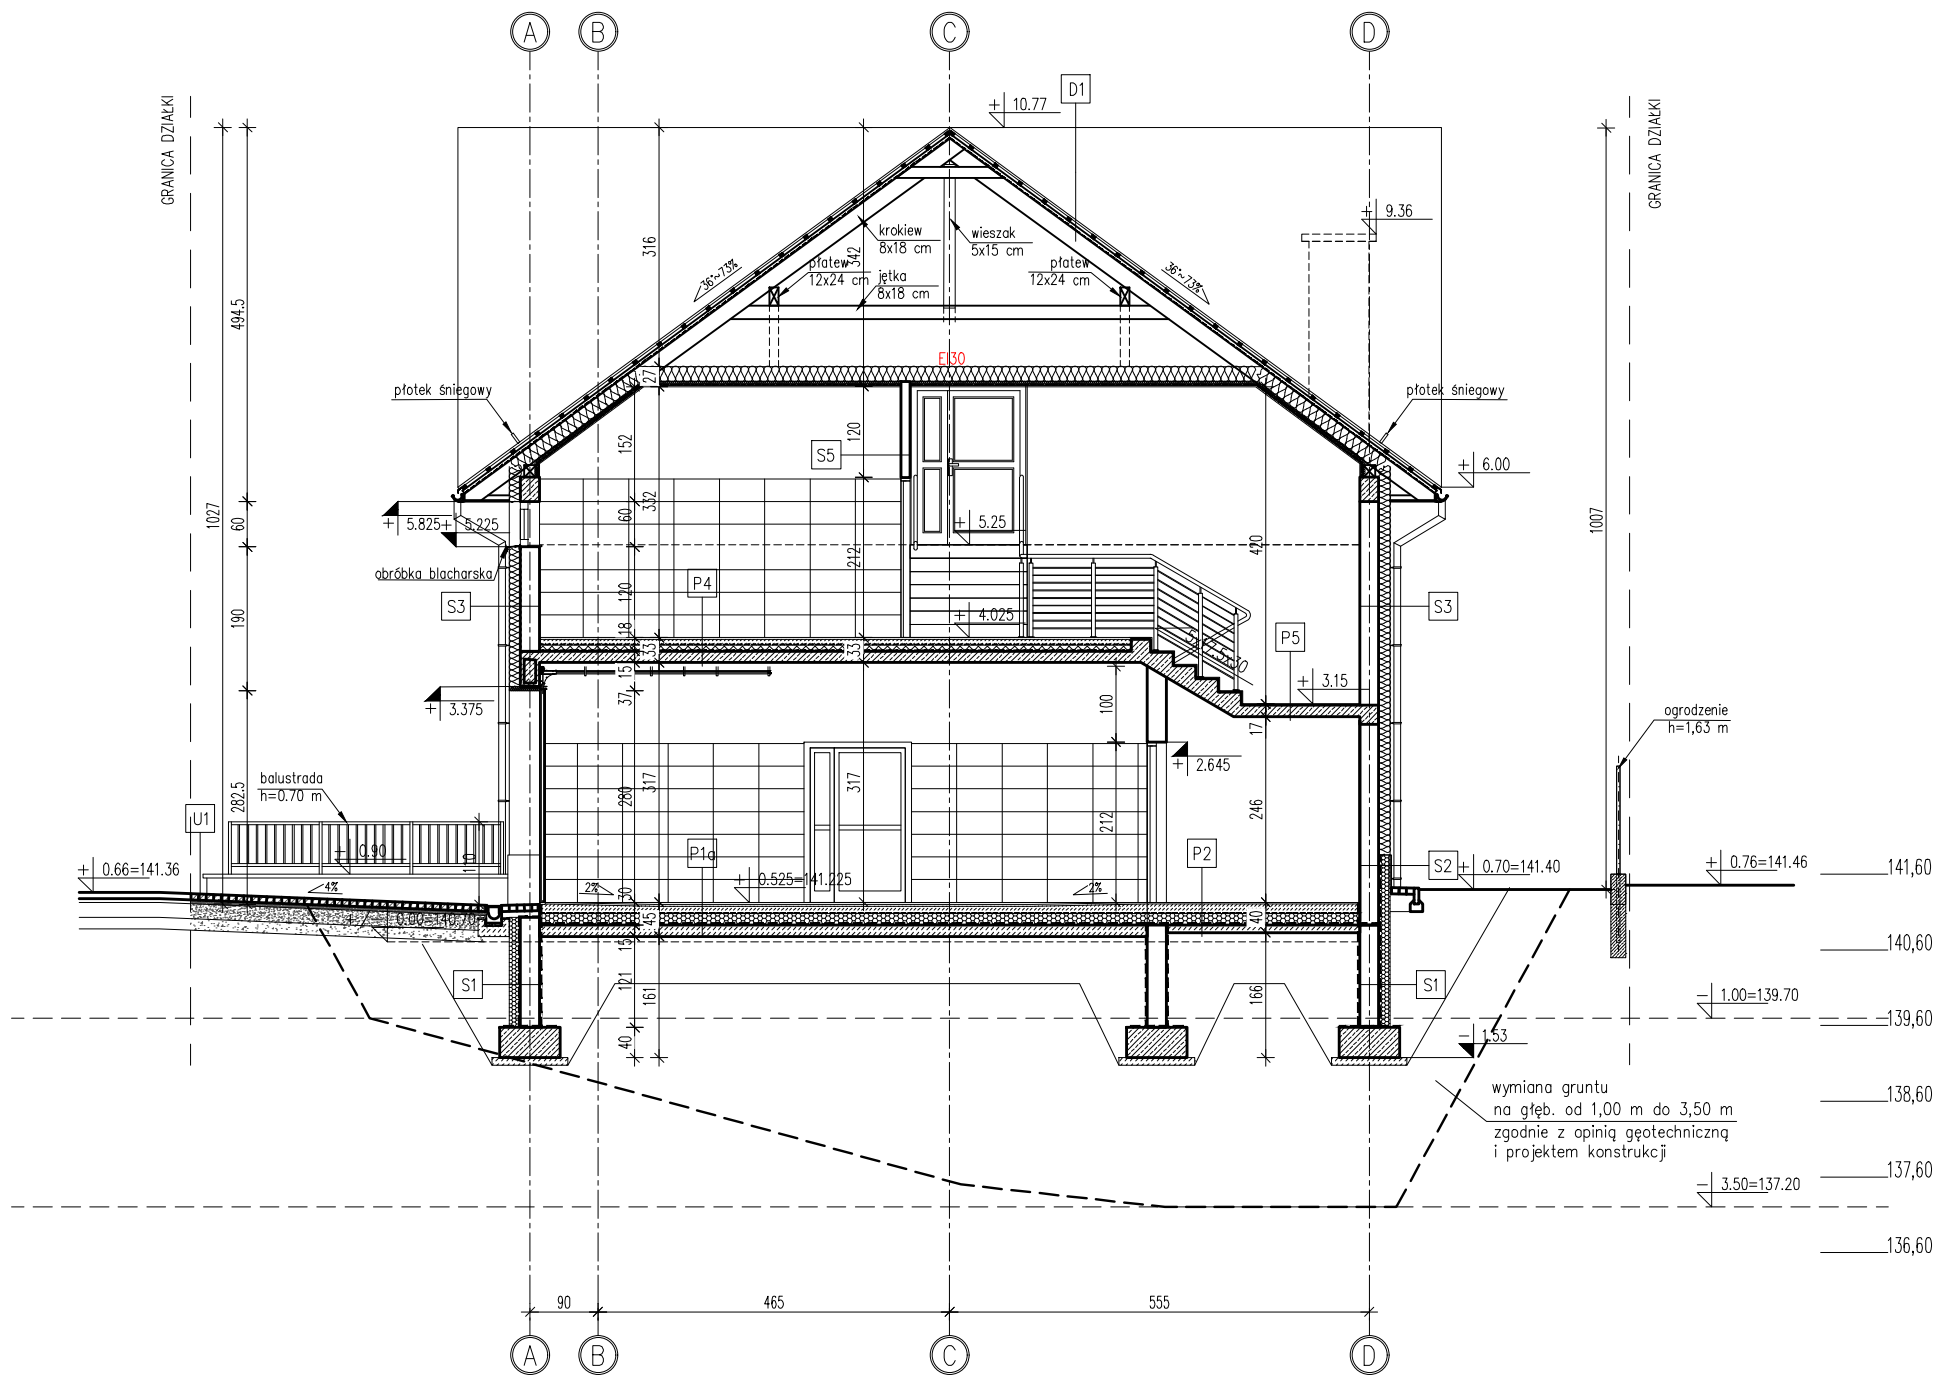 A
B
C
D
GRANICA DZIAŁKI
GRANICA DZIAŁKI
+ 10.77
D1
+ 9.36
krokiew
8x18 cm
wieszak
5x15 cm
płatew
12x24 cm
jętka
8x18 cm
płatew
12x24 cm
36°~73%
36°~73%
316
342
494.5
1027
1007
EI30
27
płotek śniegowy
płotek śniegowy
152
120
S5
+ 6.00
332
+ 5.825
+ 5.225
60
60
+ 5.25
420
212
obróbka blacharska
P4
S3
S3
120
190
+ 4.025
P5
18
33
33
15
37
+ 3.15
+ 3.375
100
17
ogrodzenie
h=1,63 m
+ 2.645
balustrada
h=0.70 m
282.5
280
317
317
246
212
U1
110
+ 0.90
P1a
P2
S2
+ 0.66=141.36
+ 0.70=141.40
+ 0.76=141.46
141,60
4%
2%
2%
+ 0.525=141.225
30
45
40
15
140,60
S1
S1
121
161
166
- 1.00=139.70
139,60
40
- 1.53
wymiana gruntu
na głęb. od 1,00 m do 3,50 m
zgodnie z opinią geotechniczną
i projektem konstrukcji
138,60
137,60
- 3.50=137.20
136,60
90
465
555
A
B
C
D